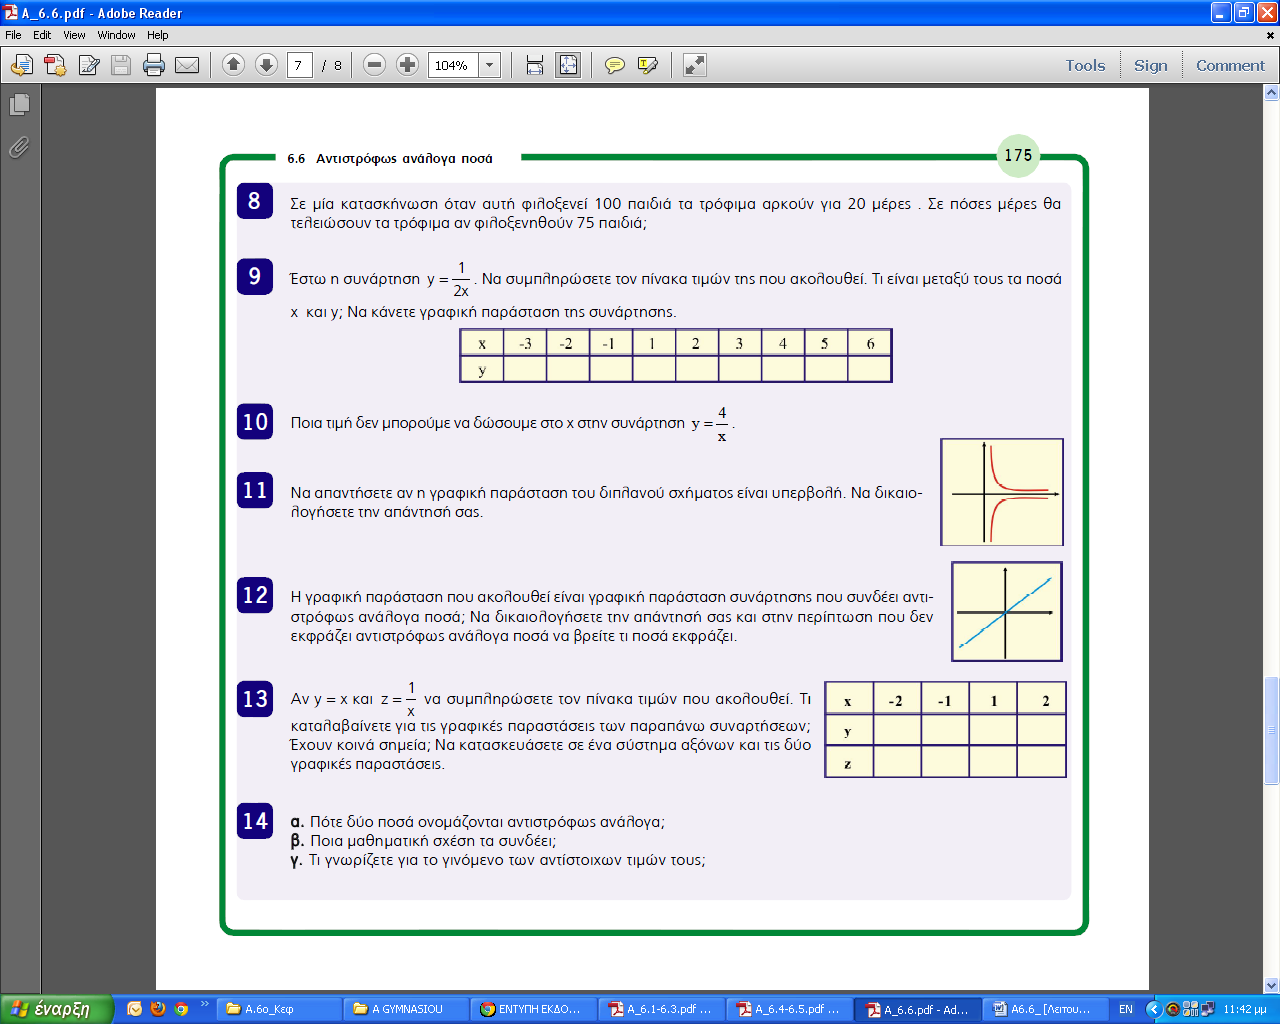 A_6.6.pdf - Adobe Reader
File Edit View Window Help
7 / 8 104% Tools Sign Comment
6.6 Αντιστρόφως ανάλογα ποσά 175
8 Σε μία κατασκήνωση όταν αυτή φιλοξενεί 100 παιδιά τα τρόφιμα αρκούν για 20 μέρες . Σε πόσες μέρες θα
τελειώσουν τα τρόφιμα αν φιλοξενηθούν 75 παιδιά;
9 Έστω η συνάρτηση y = 1/2x . Να συμπληρώσετε τον πίνακα τιμών της που ακολουθεί. Τι είναι μεταξύ τους τα ποσά
x και y; Να κάνετε γραφική παράσταση της συνάρτησης.
x -3 -2 -1 1 2 3 4 5 6
y
10 Ποια τιμή δεν μπορούμε να δώσουμε στο x στην συνάρτηση y = 4/x .
11 Να απαντήσετε αν η γραφική παράσταση του διπλανού σχήματος είναι υπερβολή. Να δικαιο-
λογήσετε την απάντησή σας.
12 Η γραφική παράσταση που ακολουθεί είναι γραφική παράσταση συνάρτησης που συνδέει αντι-
στρόφως ανάλογα ποσά; Να δικαιολογήσετε την απάντησή σας και στην περίπτωση που δεν
εκφράζει αντιστρόφως ανάλογα ποσά να βρείτε τι ποσά εκφράζει.
13 Αν y = x και z = 1/x να συμπληρώσετε τον πίνακα τιμών που ακολουθεί. Τι
καταλαβαίνετε για τις γραφικές παραστάσεις των παραπάνω συναρτήσεων;
Έχουν κοινά σημεία; Να κατασκευάσετε σε ένα σύστημα αξόνων και τις δύο
γραφικές παραστάσεις.
x -2 -1 1 2
y
z
14 α. Πότε δύο ποσά ονομάζονται αντιστρόφως ανάλογα;
β. Ποια μαθηματική σχέση τα συνδέει;
γ. Τι γνωρίζετε για το γινόμενο των αντίστοιχων τιμών τους;
έναρξη A.6ο_Κεφ A GYMNASIOU ΕΝΤΥΠΗ ΕΚΔΟ... A_6.1-6.3.pdf ... A_6.4-6.5.pdf ... A_6.6.pdf - Ad... A6.6_ [Λειτου... EN 11:42 μμ